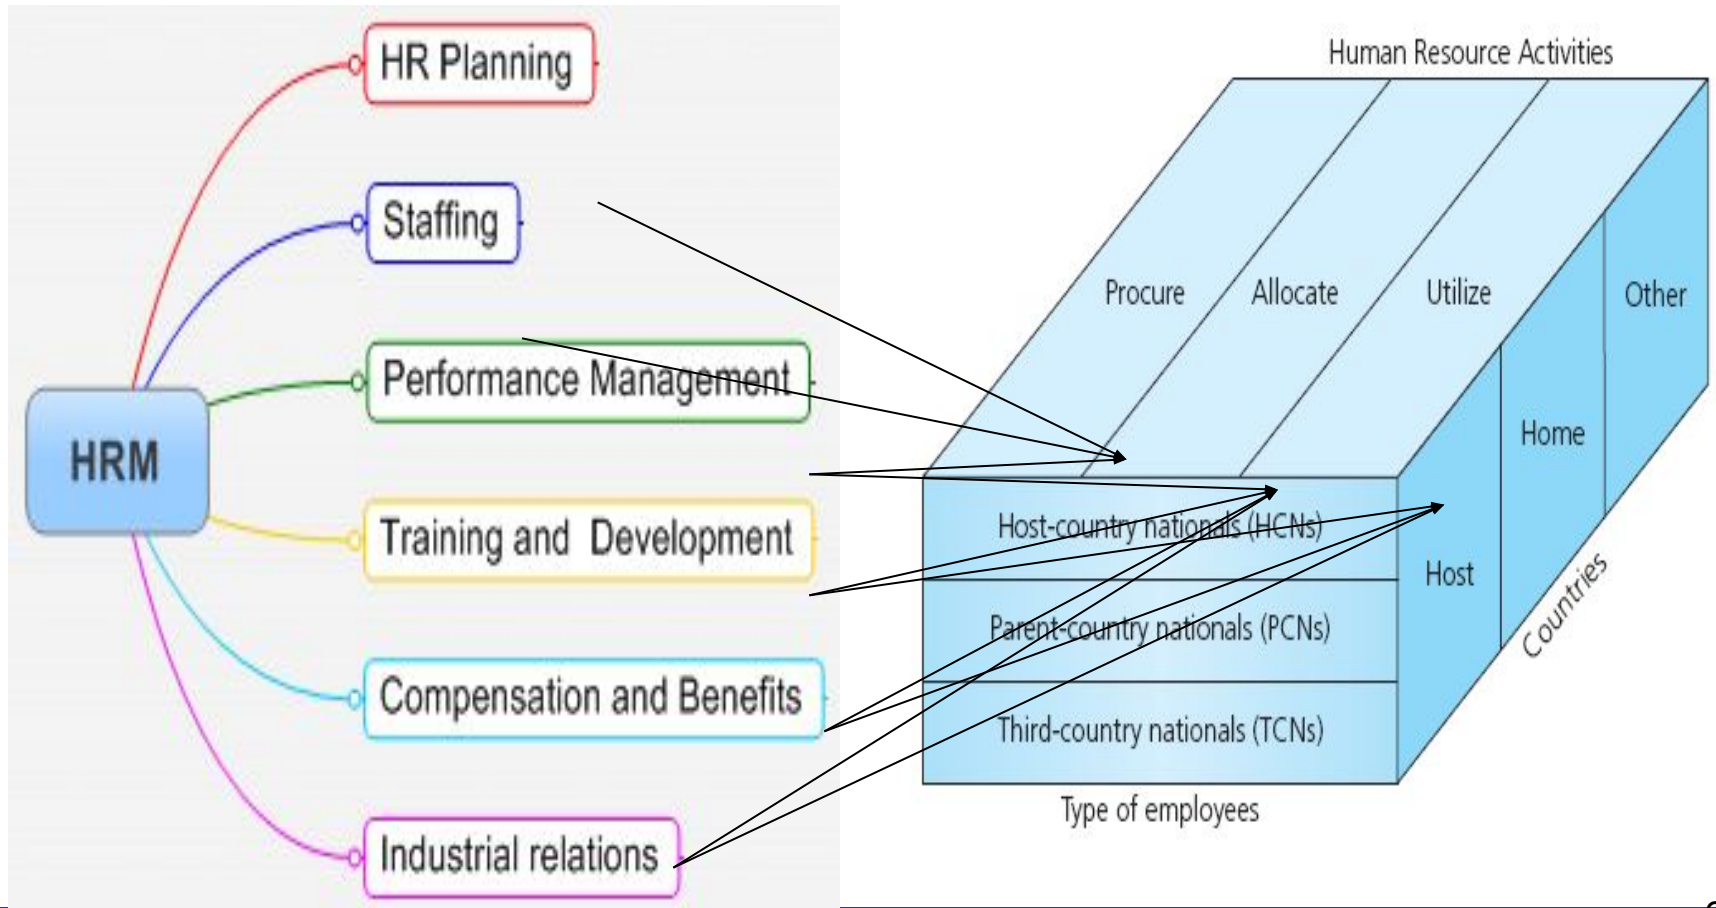 HR Planning
Staffing
Performance Management
HRM
Training and Development
Compensation and Benefits
Industrial relations
Human Resource Activities
Procure
Allocate
Utilize
Other
Home
Host
Host-country nationals (HCNs)
Parent-country nationals (PCNs)
Third-country nationals (TCNs)
Countries
Type of employees